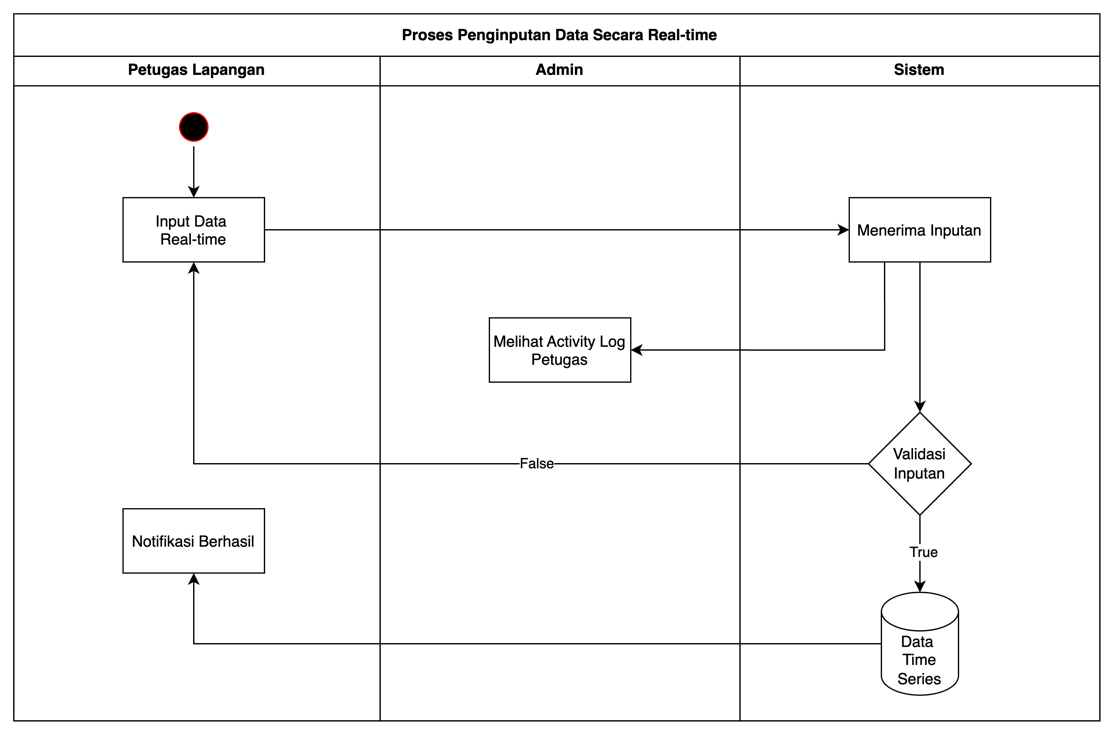 Proses Penginputan Data Secara Real-time
Petugas Lapangan
Admin
Sistem
Input Data
Real-time
Menerima Inputan
Melihat Activity Log
Petugas
Validasi
Inputan
False
Notifikasi Berhasil
True
Data
Time
Series